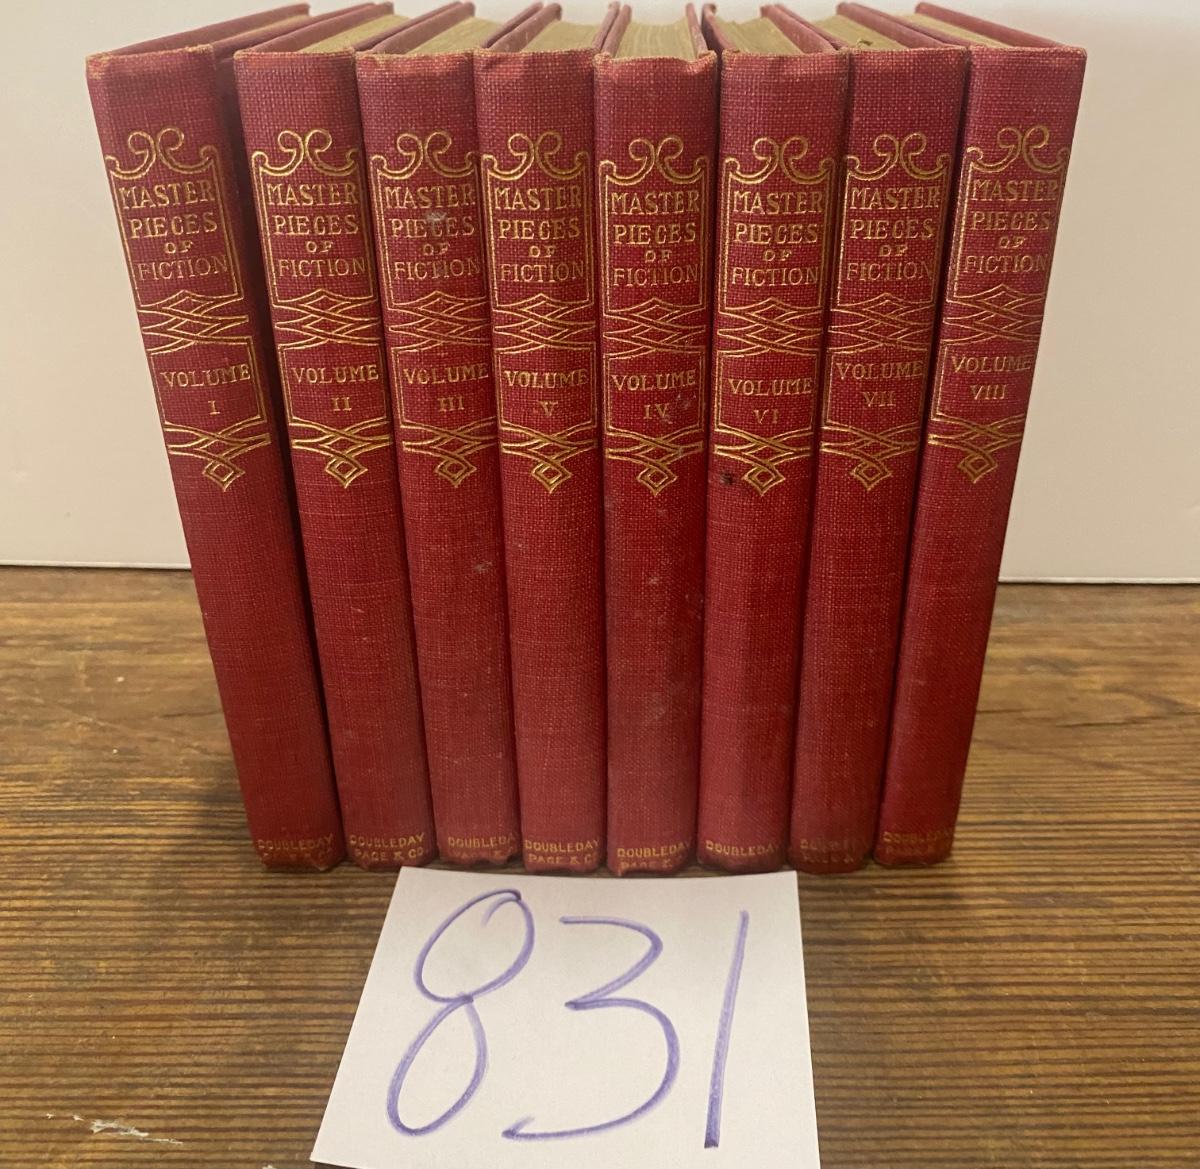 MASTER
PIECES
OF
FICTION
VOLUME
I
DOUBLEDAY
MASTER
PIECES
OF
FICTION
VOLUME
II
DOUBLEDAY
PAGE & CO.
MASTER
PIECES
OF
FICTION
VOLUME
III
DOUBLEDA
MASTER
PIECES
OF
FICTION
VOLUME
V
DOUBLEDAY
PAGE & CO
MASTER
PIECES
OF
FICTION
VOLUME
IV
DOUBLEDAY
PAGE &
MASTER
PIECES
OF
FICTION
VOLUME
VI
DOUBLEDAY
MASTER
PIECES
OF
FICTION
VOLUME
VII
MASTER
PIECES
OF
FICTION
VOLUME
VIII
DOUBLEDAY
831